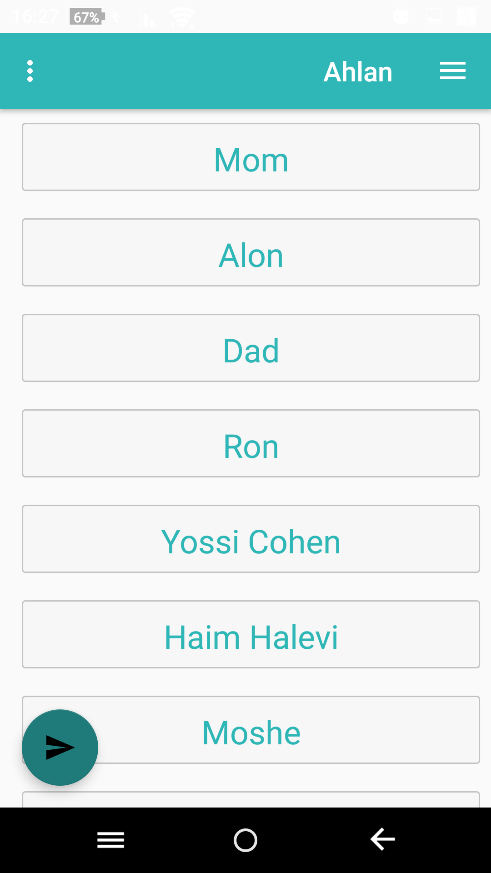 16:27 67%
Ahlan
Mom
Alon
Dad
Ron
Yossi Cohen
Haim Halevi
Moshe